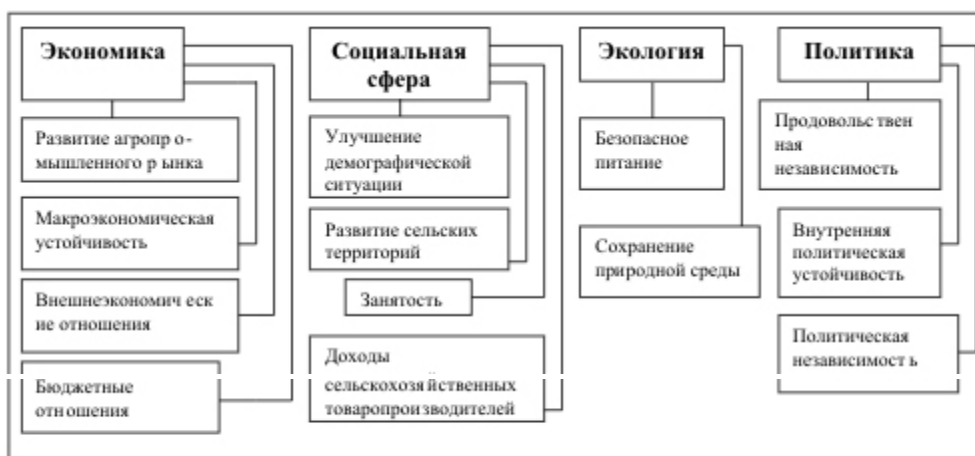 Экономика
Развитие агропр о-
мышленного р ынка
Макроэкономическая
устойчивость
Внешнеэкономич еск
ие отношения
Бюджетные
отн ошения
Социальная
сфера
Улучшение
демографической
ситуации
Развитие сельских
территорий
Занятость
Доходы
сельскохозя йственных
товаропроизводителей
Экология
Безопасное
питание
Сохранение
природной среды
Политика
Продовольс твен
ная
независимость
Внутренняя
политическая
устойчивость
Политическая
независимост ь